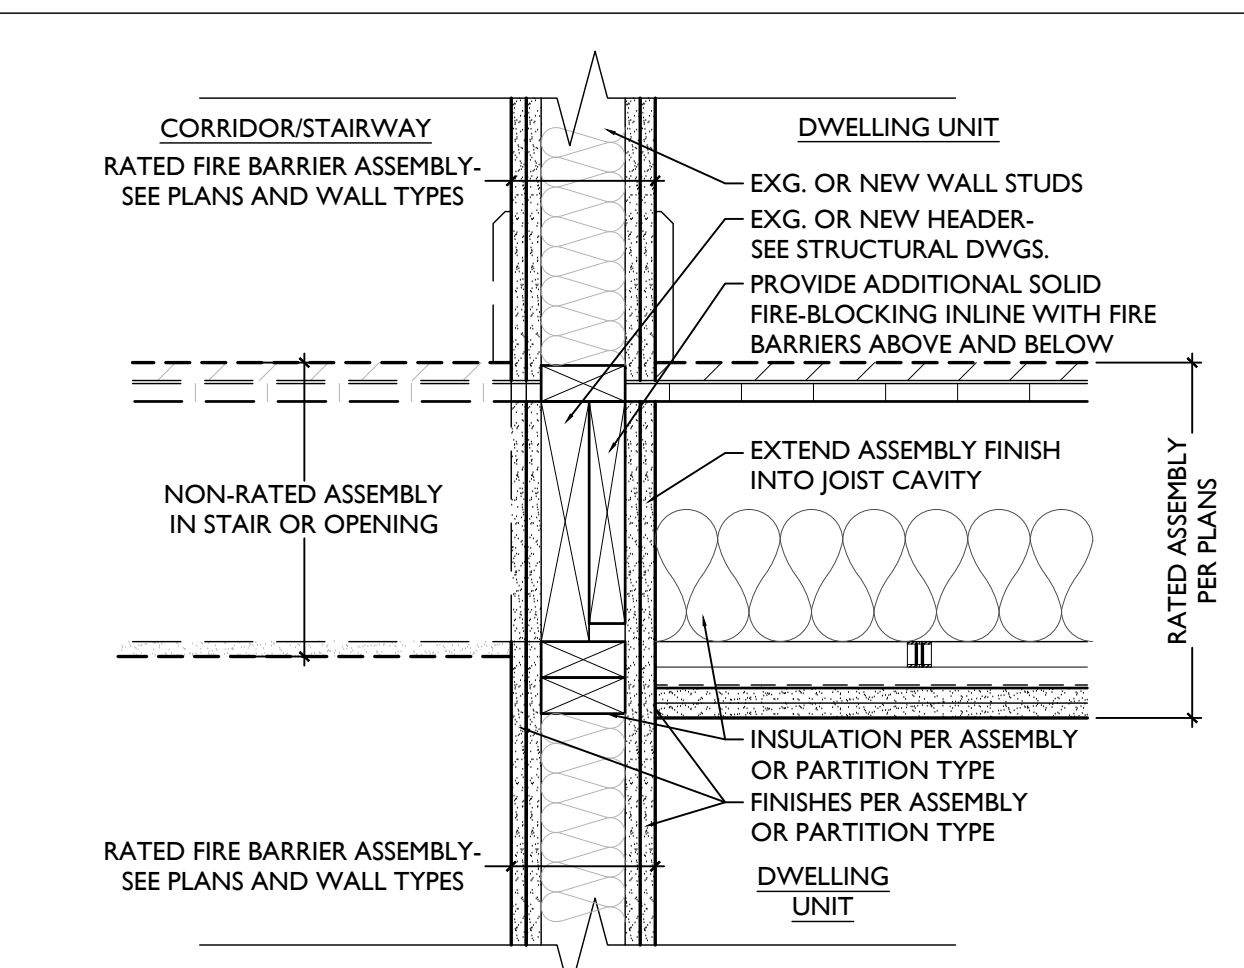 CORRIDOR/STAIRWAY
RATED FIRE BARRIER ASSEMBLY-
SEE PLANS AND WALL TYPES
DWELLING UNIT
EXG. OR NEW WALL STUDS
EXG. OR NEW HEADER-
SEE STRUCTURAL DWGS.
PROVIDE ADDITIONAL SOLID
FIRE-BLOCKING INLINE WITH FIRE
BARRIERS ABOVE AND BELOW
NON-RATED ASSEMBLY
IN STAIR OR OPENING
EXTEND ASSEMBLY FINISH
INTO JOIST CAVITY
RATED ASSEMBLY
PER PLANS
INSULATION PER ASSEMBLY
OR PARTITION TYPE
FINISHES PER ASSEMBLY
OR PARTITION TYPE
RATED FIRE BARRIER ASSEMBLY-
SEE PLANS AND WALL TYPES
DWELLING
UNIT